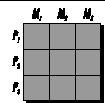 M₁ M₂ M₃
P₁
P₂
P₃